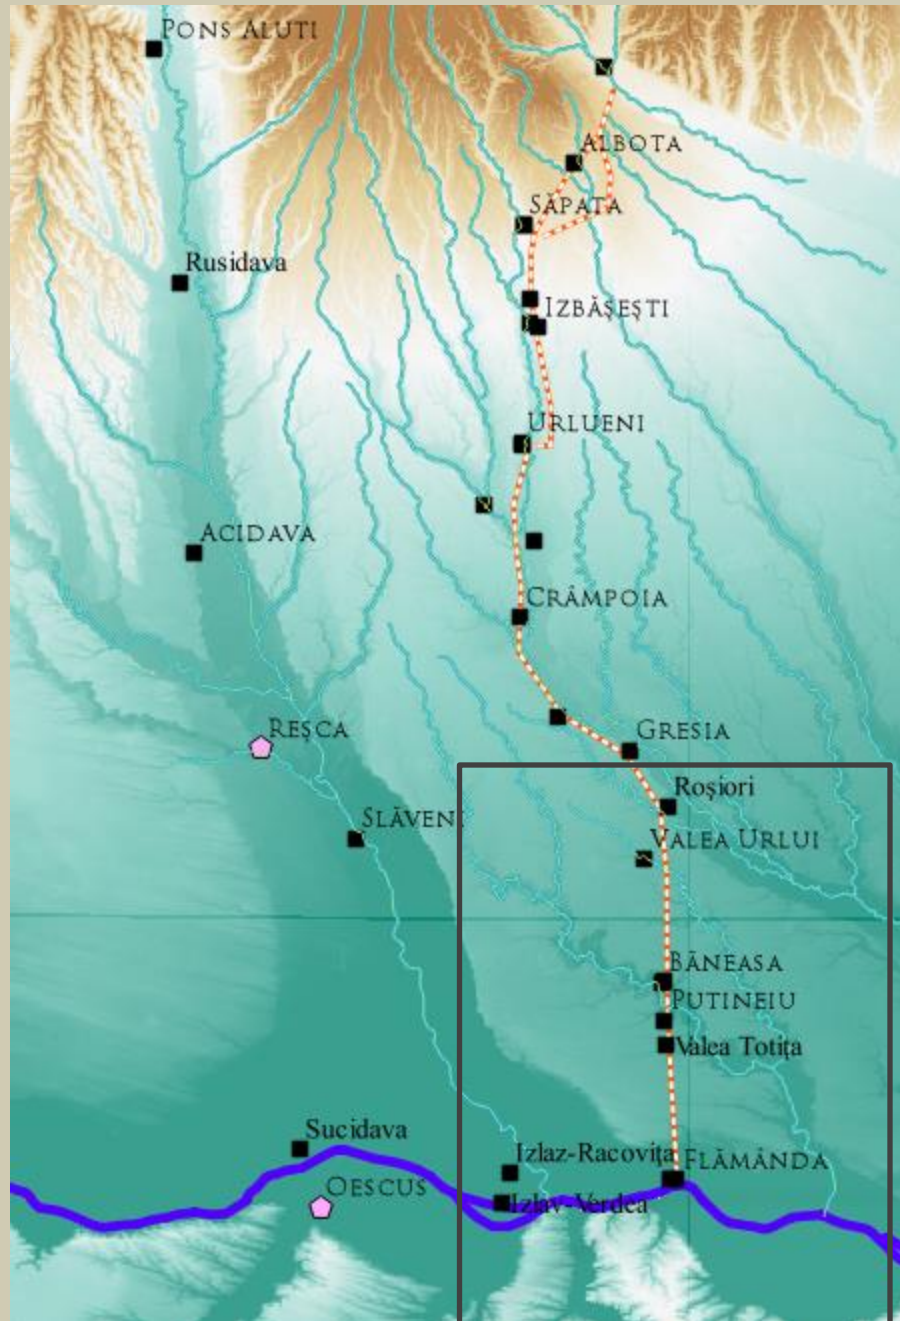 PONS ALUTI
ALBOTA
SĂPATA
Rusidava
IZBĂȘEȘTI
URLUENI
ACIDAVA
CRÂMPOIA
REȘCA
GRESIA
Roșiori
SLĂVENI
VALEA URLUI
BĂNEASA
PUTINEIU
Valea Totița
Sucidava
Izlaz-Racovița
FLĂMÂNDA
OESCUS
Izlav-Verdea